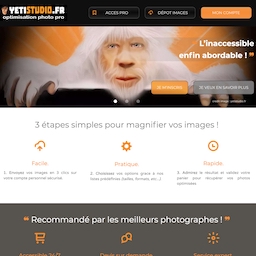 YETISTUDIO.FR
optimisation photo pro
ACCES PRO
DÉPOT IMAGES
MON COMPTE
L'inaccessible
enfin abordable !
JE M'INSCRIS
JE VEUX EN SAVOIR PLUS
3 étapes simples pour magnifier vos images !
Facile
Pratique
Rapide
1. Envoyez vos images en 3 clics sur
votre compte personnel sécurisé.
2. Choisissez vos options grace à nos
listes prédéfinies (tailles, formats, etc...)
3. Admirez le résultat et validez votre
panier pour récupérer vos photos
optimisées.
❝ Recommandé par les meilleurs photographes ! ❞
Accessible 24/7
Devis sur demande
Service expert